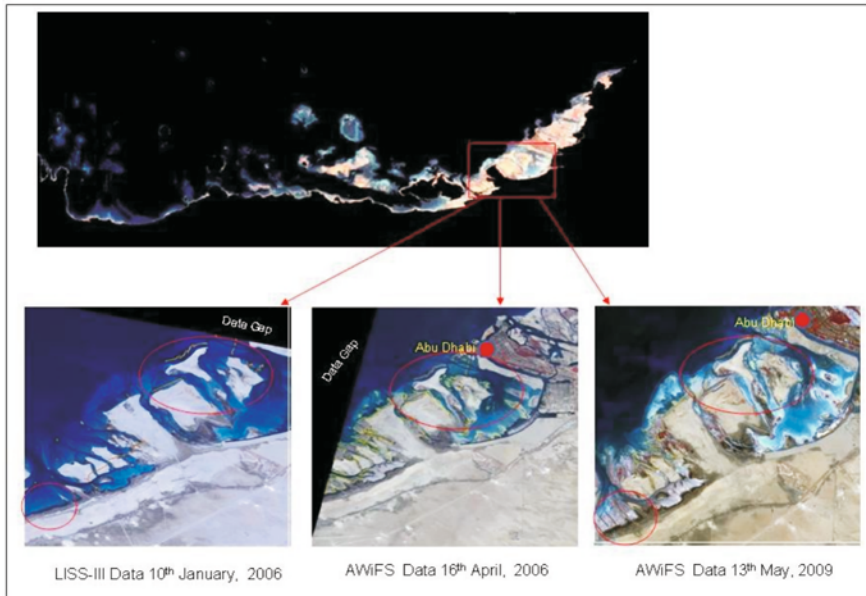 Data Gap
Data Gap
Abu Dhabi
Abu Dhabi
LISS-III Data 10th January, 2006
AWiFS Data 16th April, 2006
AWiFS Data 13th May, 2009